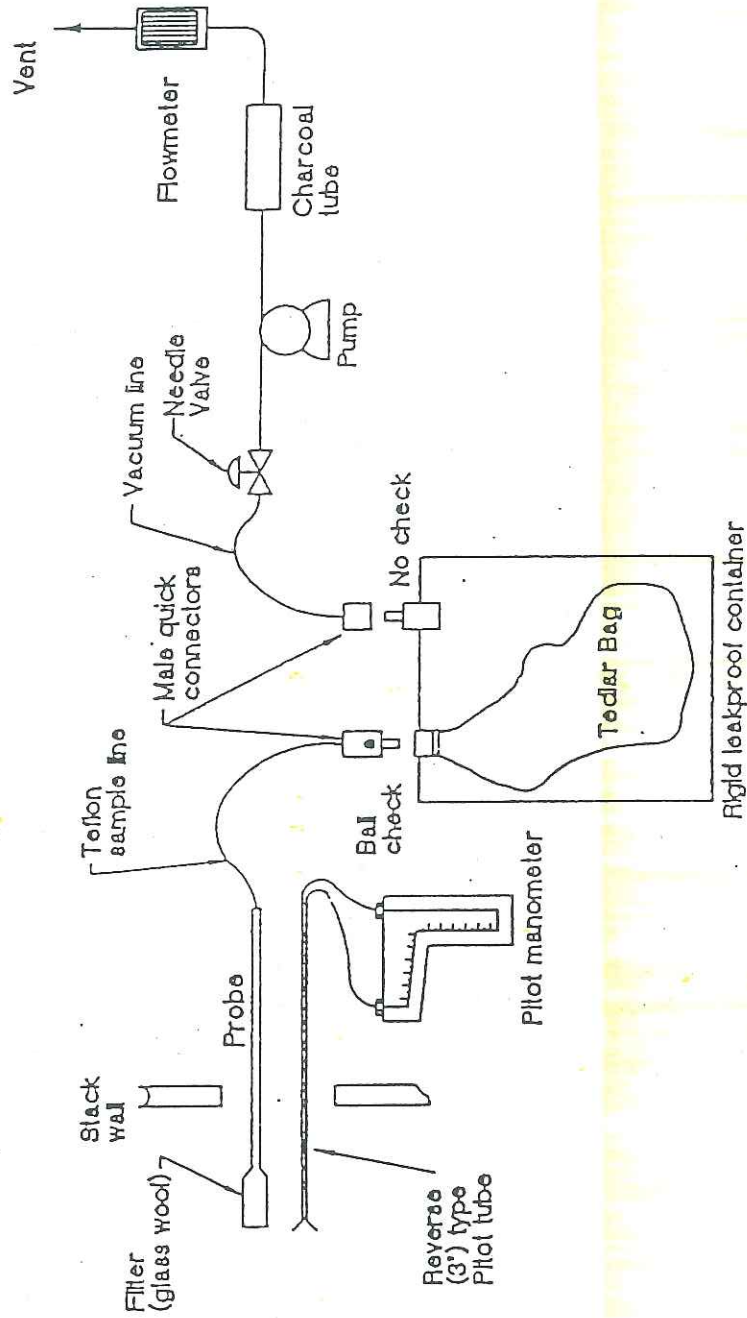 Vent
Flowmeter
Charcoal
tube
Pump
Needle
Valve
Vacuum line
Male quick
connectors
No check
Teflon
sample line
Ball
check
Tedlar Bag
Rigid leakproof container
Pitot manometer
Probe
Stack
wall
Filter
(glass wool)
Reverse
(3') type
Pitot tube